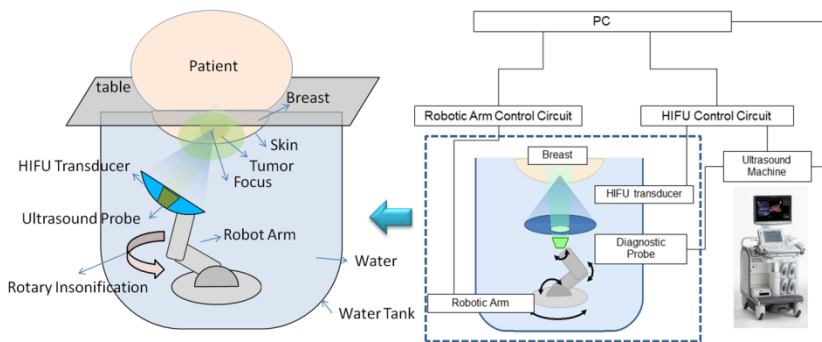 Patient
table
Breast
Skin
Tumor
Focus
HIFU Transducer
Ultrasound Probe
Robot Arm
Rotary Insonification
Water
Water Tank
PC
Robotic Arm Control Circuit
HIFU Control Circuit
Breast
Ultrasound
Machine
HIFU transducer
Diagnostic
Probe
Robotic Arm